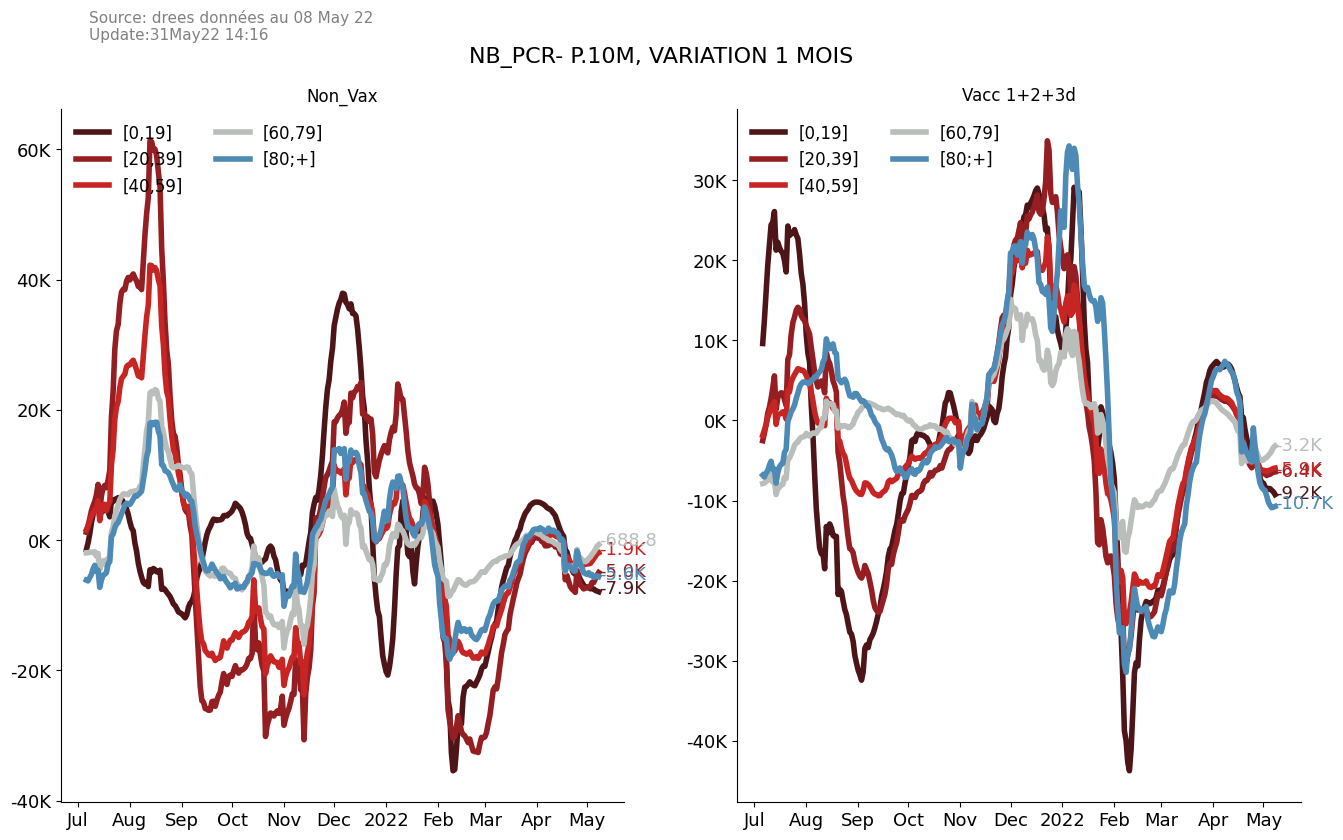 Source: drees données au 08 May 22
Update:31May22 14:16
NB_PCR- P.10M, VARIATION 1 MOIS
Non_Vax
[0,19]
[20,39]
[40,59]
[60,79]
[80;+]
60K
40K
20K
0K
-20K
-40K
Jul Aug Sep Oct Nov Dec 2022 Feb Mar Apr May
-688.8
-1.9K
-5.0K
-5.6K
-7.9K
Vacc 1+2+3d
[0,19]
[20,39]
[40,59]
[60,79]
[80;+]
30K
20K
10K
0K
-10K
-20K
-30K
-40K
Jul Aug Sep Oct Nov Dec 2022 Feb Mar Apr May
-3.2K
-6.4K
-9.2K
-10.7K